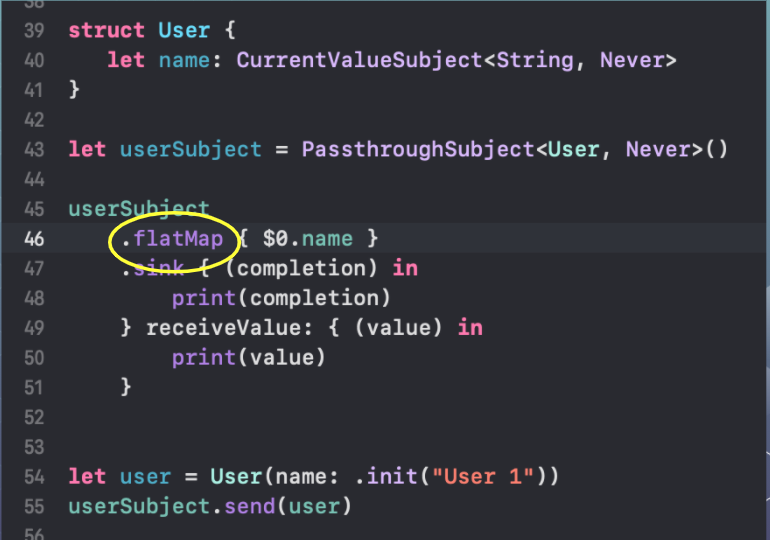 38
39 struct User {
40    let name: CurrentValueSubject<String, Never>
41 }
42
43 let userSubject = PassthroughSubject<User, Never>()
44
45 userSubject
46     .flatMap { $0.name }
47     .sink { (completion) in
48         print(completion)
49     } receiveValue: { (value) in
50         print(value)
51     }
52
53
54 let user = User(name: .init("User 1"))
55 userSubject.send(user)
56